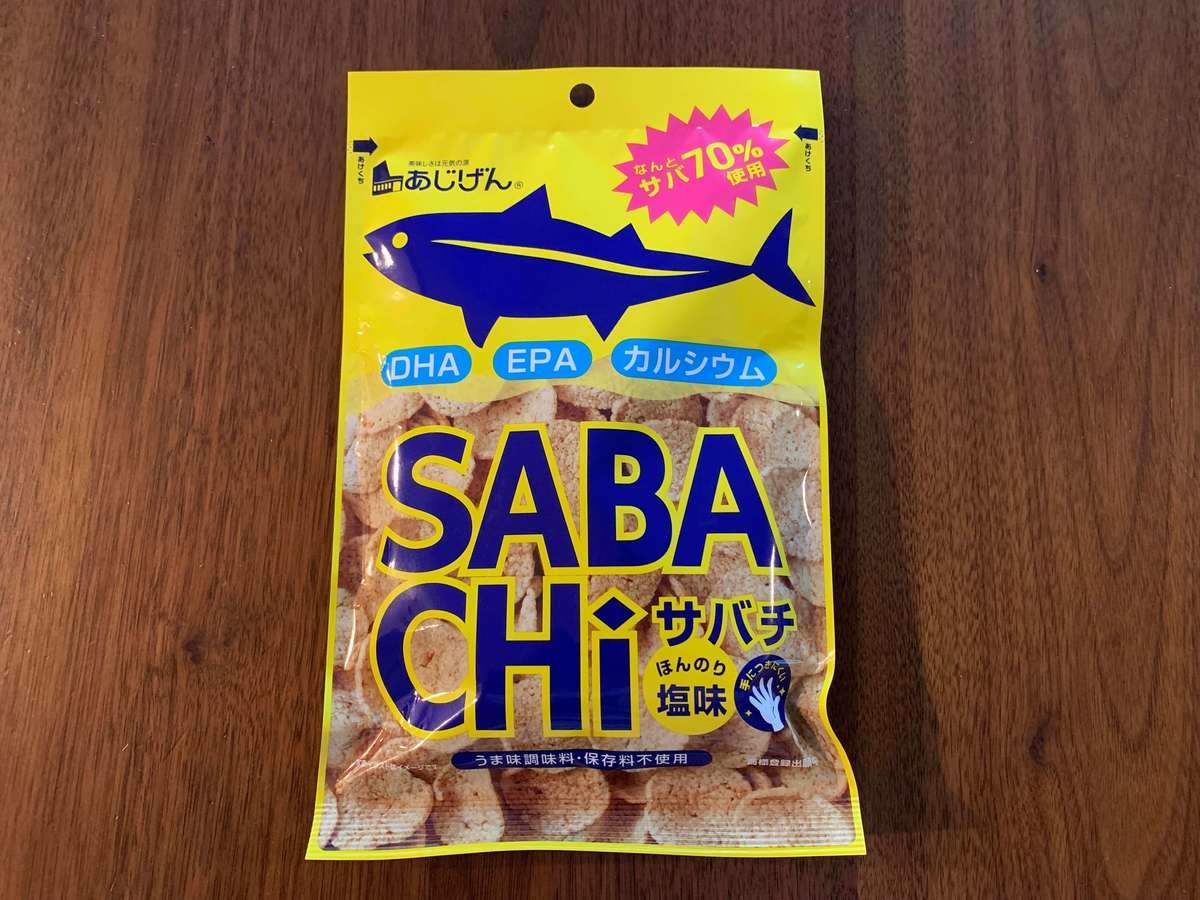 あけくち
あけくち
美味しさは元気の源
あじげん®
なんと
サバ70%
使用
DHA
EPA
カルシウム
SABA
CHi
サバチ
ほんのり
塩味
手につきにくい
うま味調味料・保存料不使用
商標登録出願